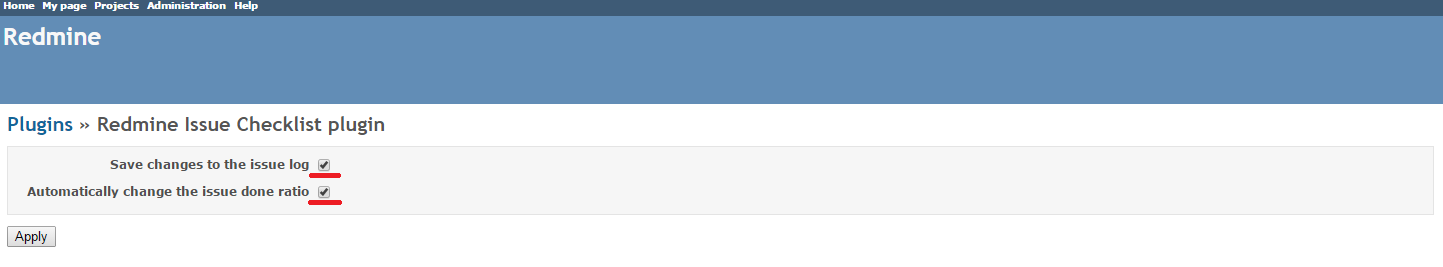 Home My page Projects Administration Help
Redmine
Plugins » Redmine Issue Checklist plugin
Save changes to the issue log
Automatically change the issue done ratio
Apply